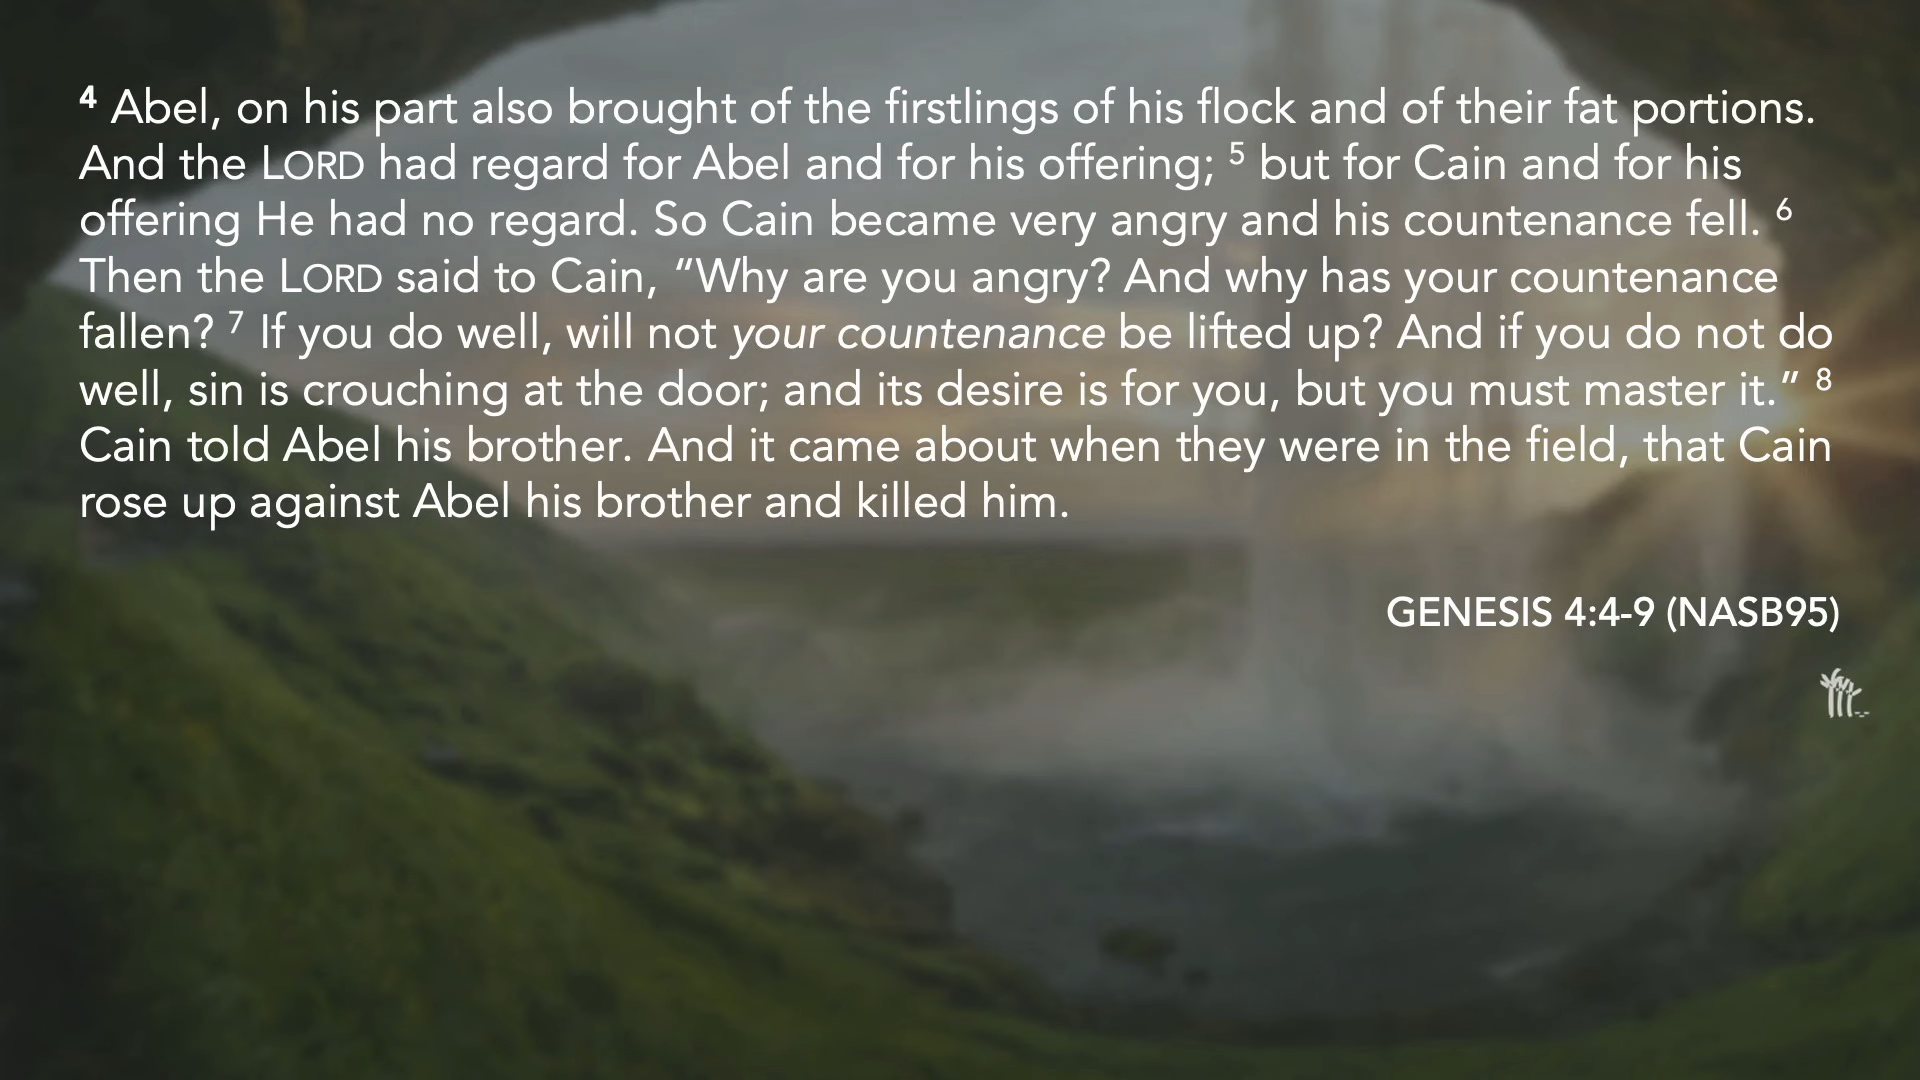 4 Abel, on his part also brought of the firstlings of his flock and of their fat portions.
And the LORD had regard for Abel and for his offering; 5 but for Cain and for his
offering He had no regard. So Cain became very angry and his countenance fell. 6
Then the LORD said to Cain, “Why are you angry? And why has your countenance
fallen? 7 If you do well, will not your countenance be lifted up? And if you do not do
well, sin is crouching at the door; and its desire is for you, but you must master it.” 8
Cain told Abel his brother. And it came about when they were in the field, that Cain
rose up against Abel his brother and killed him.
GENESIS 4:4-9 (NASB95)